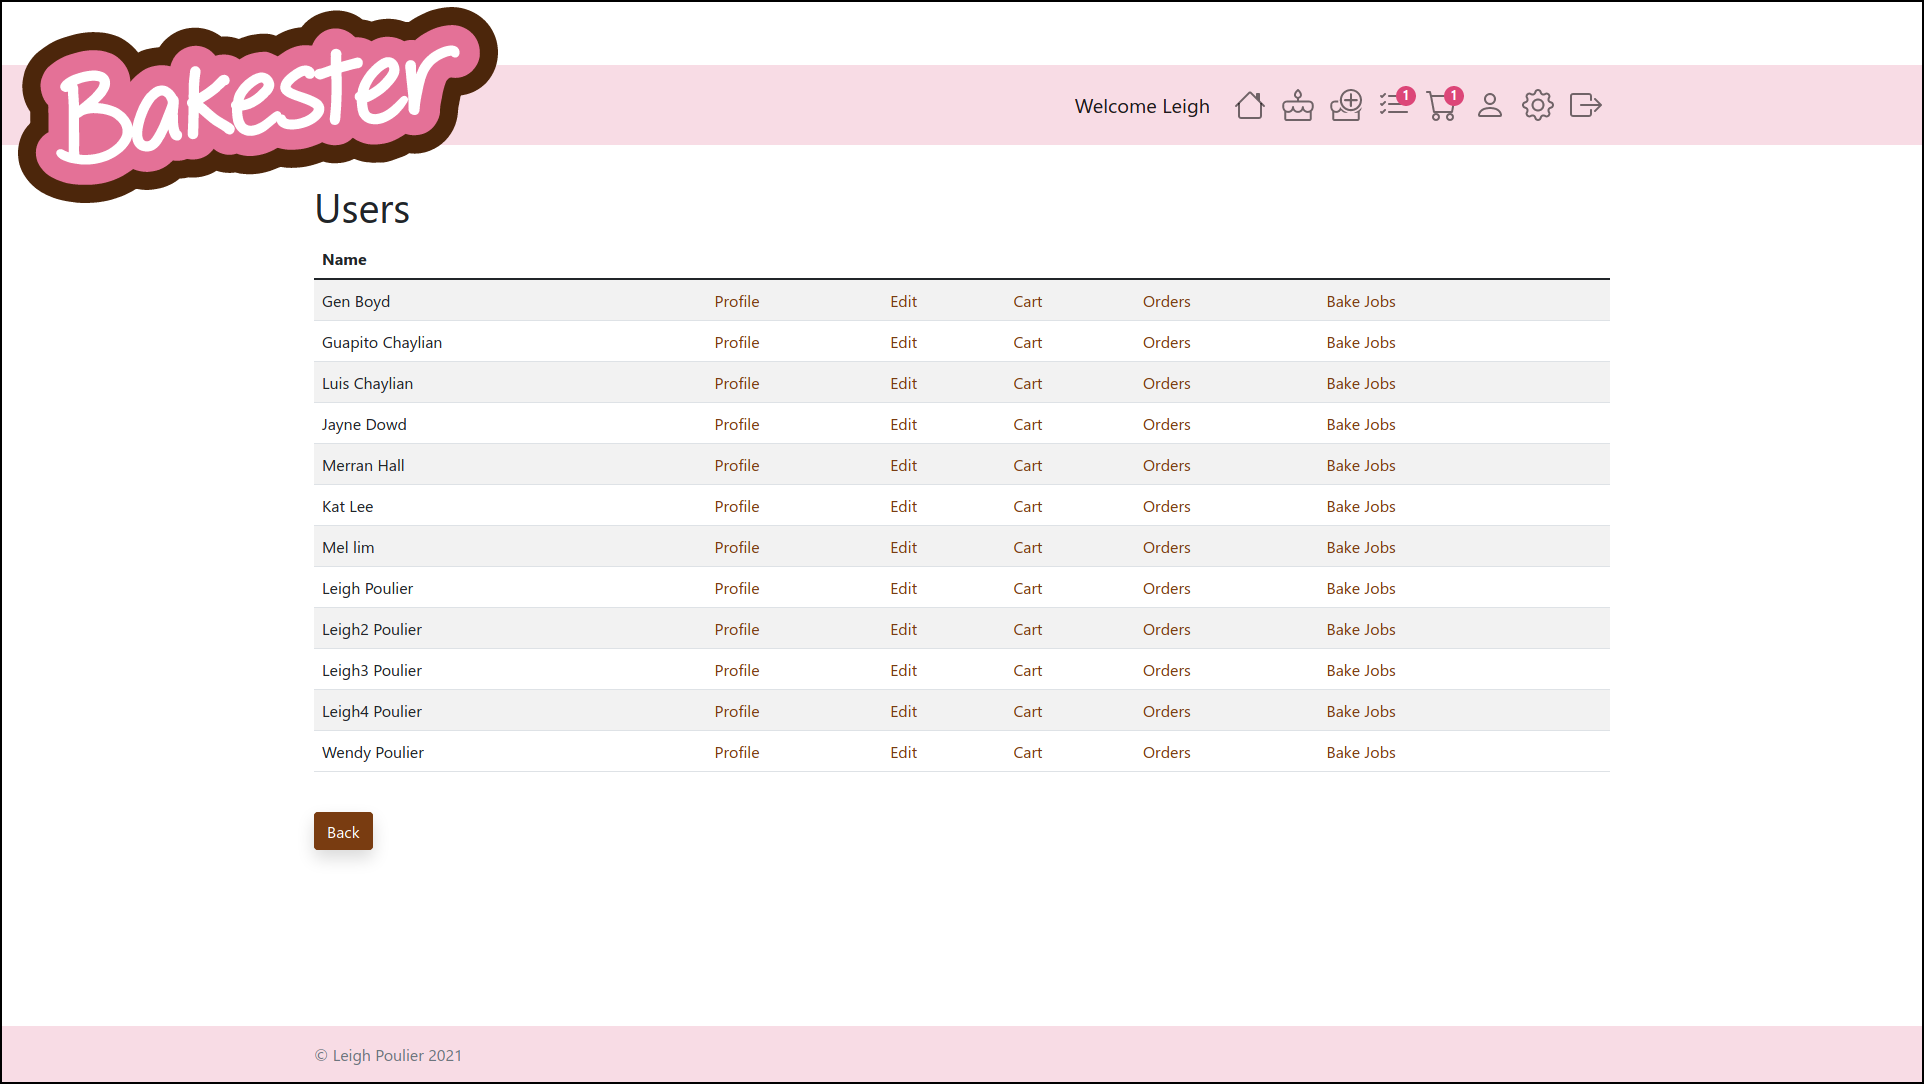 Bakester
Welcome Leigh 1 1
Users
Name
Gen Boyd Profile Edit Cart Orders Bake Jobs
Guapito Chaylian Profile Edit Cart Orders Bake Jobs
Luis Chaylian Profile Edit Cart Orders Bake Jobs
Jayne Dowd Profile Edit Cart Orders Bake Jobs
Merran Hall Profile Edit Cart Orders Bake Jobs
Kat Lee Profile Edit Cart Orders Bake Jobs
Mel lim Profile Edit Cart Orders Bake Jobs
Leigh Poulier Profile Edit Cart Orders Bake Jobs
Leigh2 Poulier Profile Edit Cart Orders Bake Jobs
Leigh3 Poulier Profile Edit Cart Orders Bake Jobs
Leigh4 Poulier Profile Edit Cart Orders Bake Jobs
Wendy Poulier Profile Edit Cart Orders Bake Jobs
Back
© Leigh Poulier 2021